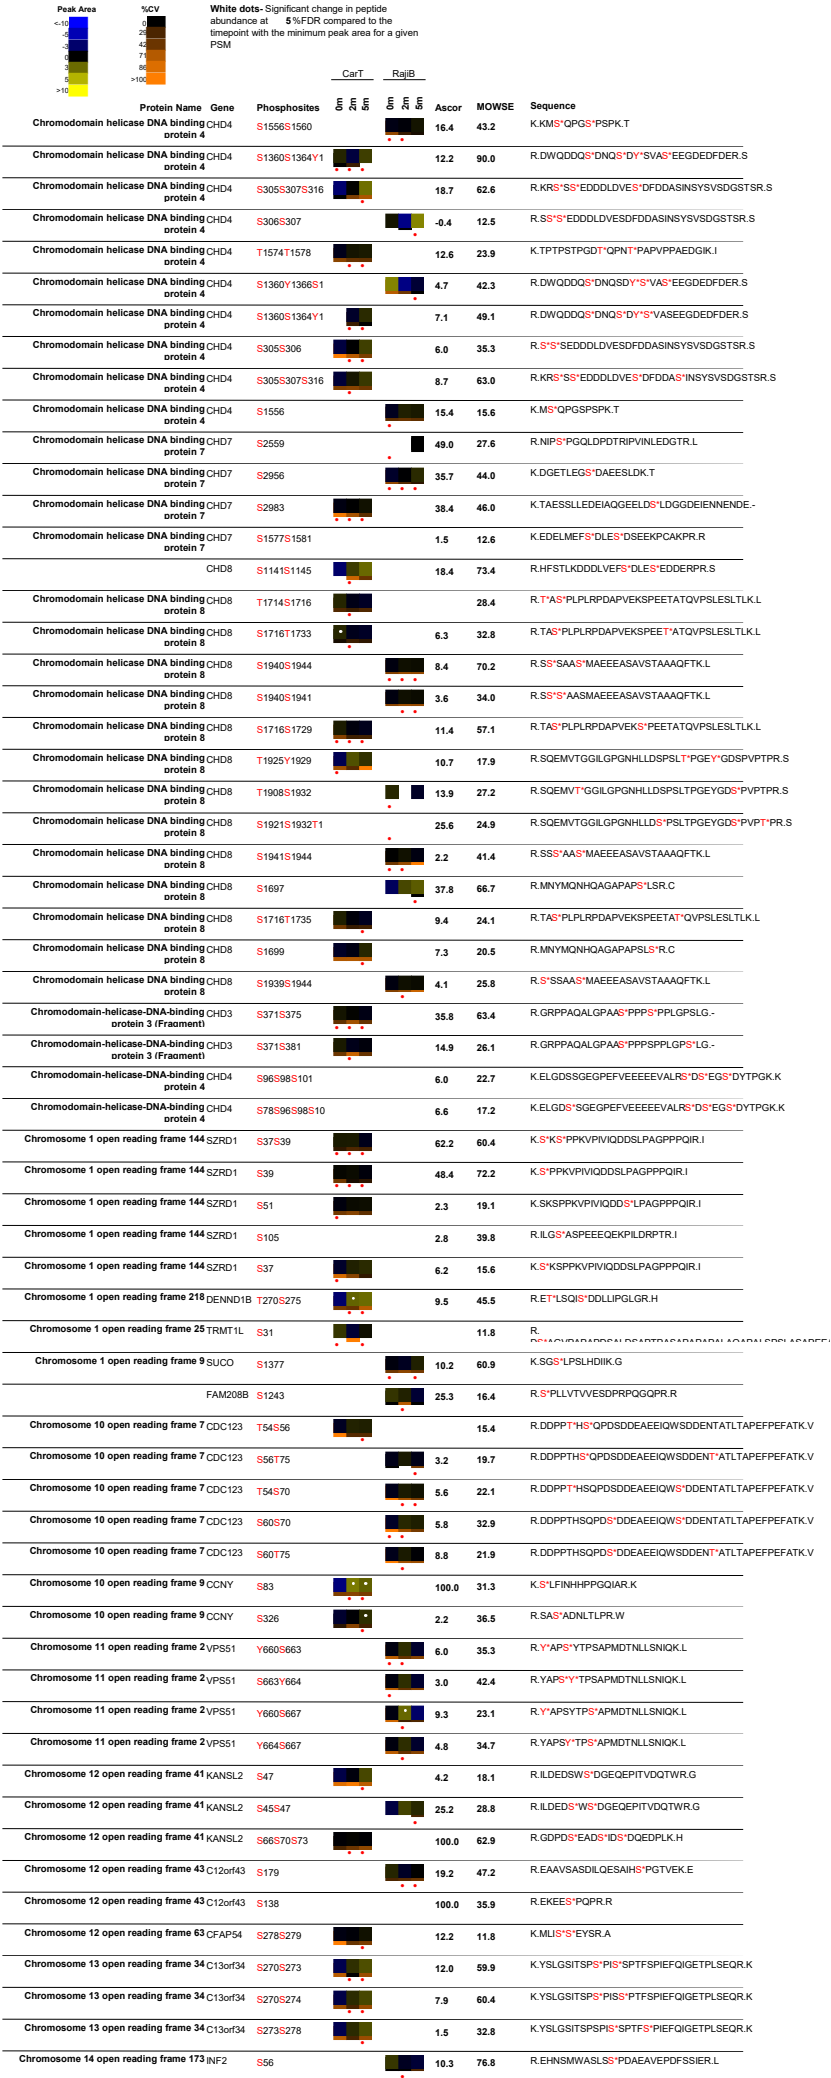 Peak Area
%CV
White dots- Significant change in peptide
abundance at 5 %FDR compared to the
timepoint with the minimum peak area for a given
PSM
<-10 0
-5 29
-3 42
0 71
3 86
5 >100
>10
CarT RajiB
Protein Name Gene Phosphosites 0m 2m 5m 0m 2m 5m Ascor MOWSE Sequence
Chromodomain helicase DNA binding protein 4 CHD4 S1556S1560 16.4 43.2 K.KMS*QPGS*PSPK.T
Chromodomain helicase DNA binding protein 4 CHD4 S1360S1364Y1 12.2 90.0 R.DWQDDQS*DNQS*DY*SVAS*EEGDEDFDER.S
Chromodomain helicase DNA binding protein 4 CHD4 S305S307S316 18.7 62.6 R.KRS*SS*EDDDLDVES*DFDDASINSYSVSDGSTSR.S
Chromodomain helicase DNA binding protein 4 CHD4 S306S307 -0.4 12.5 R.SS*S*EDDDLDVESDFDDASINSYSVSDGSTSR.S
Chromodomain helicase DNA binding protein 4 CHD4 T1574T1578 12.6 23.9 K.TPTPSTPGDT*QPNT*PAPVPPAEDGIK.I
Chromodomain helicase DNA binding protein 4 CHD4 S1360Y1366S1 4.7 42.3 R.DWQDDQS*DNQSDY*S*VAS*EEGDEDFDER.S
Chromodomain helicase DNA binding protein 4 CHD4 S1360S1364Y1 7.1 49.1 R.DWQDDQS*DNQS*DY*S*VASEEGDEDFDER.S
Chromodomain helicase DNA binding protein 4 CHD4 S305S306 6.0 35.3 R.S*S*SEDDDLDVESDFDDASINSYSVSDGSTSR.S
Chromodomain helicase DNA binding protein 4 CHD4 S305S307S316 8.7 63.0 R.KRS*SS*EDDDLDVES*DFDDAS*INSYSVSDGSTSR.S
Chromodomain helicase DNA binding protein 4 CHD4 S1556 15.4 15.6 K.MS*QPGSPSPK.T
Chromodomain helicase DNA binding protein 7 CHD7 S2559 49.0 27.6 R.NIPS*PGQLDPDTRIPVINLEDGTR.L
Chromodomain helicase DNA binding protein 7 CHD7 S2956 35.7 44.0 K.DGETLEGS*DAEESLDK.T
Chromodomain helicase DNA binding protein 7 CHD7 S2983 38.4 46.0 K.TAESSLLEDEIAQGEELDS*LDGGDEIENNENDE.-
Chromodomain helicase DNA binding protein 7 CHD7 S1577S1581 1.5 12.6 K.EDELMEFS*DLES*DSEEKPCAKPR.R
CHD8 S1141S1145 18.4 73.4 R.HFSTLKDDDLVEFS*DLES*EDDERPR.S
Chromodomain helicase DNA binding protein 8 CHD8 T1714S1716 28.4 R.T*AS*PLPLRPDAPVEKSPEETATQVPSLESLTLK.L
Chromodomain helicase DNA binding protein 8 CHD8 S1716T1733 6.3 32.8 R.TAS*PLPLRPDAPVEKSPEET*ATQVPSLESLTLK.L
Chromodomain helicase DNA binding protein 8 CHD8 S1940S1944 8.4 70.2 R.SS*SAAS*MAEEEASAVSTAAAQFTK.L
Chromodomain helicase DNA binding protein 8 CHD8 S1940S1941 3.6 34.0 R.SS*S*AASMAEEEASAVSTAAAQFTK.L
Chromodomain helicase DNA binding protein 8 CHD8 S1716S1729 11.4 57.1 R.TAS*PLPLRPDAPVEKS*PEETATQVPSLESLTLK.L
Chromodomain helicase DNA binding protein 8 CHD8 T1925Y1929 10.7 17.9 R.SQEMVTGGILGPGNHLLDSPSLT*PGEY*GDSPVPTPR.S
Chromodomain helicase DNA binding protein 8 CHD8 T1908S1932 13.9 27.2 R.SQEMVT*GGILGPGNHLLDSPSLTPGEYGDS*PVPTPR.S
Chromodomain helicase DNA binding protein 8 CHD8 S1921S1932T1 25.6 24.9 R.SQEMVTGGILGPGNHLLDS*PSLTPGEYGDS*PVPT*PR.S
Chromodomain helicase DNA binding protein 8 CHD8 S1941S1944 2.2 41.4 R.SSS*AAS*MAEEEASAVSTAAAQFTK.L
Chromodomain helicase DNA binding protein 8 CHD8 S1697 37.8 66.7 R.MNYMQNHQAGAPAPS*LSR.C
Chromodomain helicase DNA binding protein 8 CHD8 S1716T1735 9.4 24.1 R.TAS*PLPLRPDAPVEKSPEETAT*QVPSLESLTLK.L
Chromodomain helicase DNA binding protein 8 CHD8 S1699 7.3 20.5 R.MNYMQNHQAGAPAPSLS*R.C
Chromodomain helicase DNA binding protein 8 CHD8 S1939S1944 4.1 25.8 R.S*SSAAS*MAEEEASAVSTAAAQFTK.L
Chromodomain-helicase-DNA-binding protein 3 (Fragment) CHD3 S371S375 35.8 63.4 R.GRPPAQALGPAAS*PPPS*PPLGPSLG.-
Chromodomain-helicase-DNA-binding protein 3 (Fragment) CHD3 S371S381 14.9 26.1 R.GRPPAQALGPAAS*PPPSPPLGPS*LG.-
Chromodomain-helicase-DNA-binding protein 4 CHD4 S96S98S101 6.0 22.7 K.ELGDSSGEGPEFVEEEEEVALRS*DS*EGS*DYTPGK.K
Chromodomain-helicase-DNA-binding protein 4 CHD4 S78S96S98S10 6.6 17.2 K.ELGDS*SGEGPEFVEEEEEVALRS*DS*EGS*DYTPGK.K
Chromosome 1 open reading frame 144 SZRD1 S37S39 62.2 60.4 K.S*KS*PPKVPIVIQDDSLPAGPPPQIR.I
Chromosome 1 open reading frame 144 SZRD1 S39 48.4 72.2 K.S*PPKVPIVIQDDSLPAGPPPQIR.I
Chromosome 1 open reading frame 144 SZRD1 S51 2.3 19.1 K.SKSPPKVPIVIQDDS*LPAGPPPQIR.I
Chromosome 1 open reading frame 144 SZRD1 S105 2.8 39.8 R.ILGS*ASPEEEQEKPILDRPTR.I
Chromosome 1 open reading frame 144 SZRD1 S37 6.2 15.6 K.S*KSPPKVPIVIQDDSLPAGPPPQIR.I
Chromosome 1 open reading frame 218 DENND1B T270S275 9.5 45.5 R.ET*LSQIS*DDLLIPGLGR.H
Chromosome 1 open reading frame 25 TRMT1L S31 11.8 R.
Chromosome 1 open reading frame 9 SUCO S1377 10.2 60.9 K.SGS*LPSLHDIIK.G
FAM208B S1243 25.3 16.4 R.S*PLLVTVVESDPRPQGQPR.R
Chromosome 10 open reading frame 7 CDC123 T54S56 15.4 R.DDPPT*HS*QPDSDDEAEEIQWSDDENTATLTAPEFPEFATK.V
Chromosome 10 open reading frame 7 CDC123 S56T75 3.2 19.7 R.DDPPTHS*QPDSDDEAEEIQWSDDENT*ATLTAPEFPEFATK.V
Chromosome 10 open reading frame 7 CDC123 T54S70 5.6 22.1 R.DDPPT*HSQPDSDDEAEEIQWS*DDENTATLTAPEFPEFATK.V
Chromosome 10 open reading frame 7 CDC123 S60S70 5.8 32.9 R.DDPPTHSQPDS*DDEAEEIQWS*DDENTATLTAPEFPEFATK.V
Chromosome 10 open reading frame 7 CDC123 S60T75 8.8 21.9 R.DDPPTHSQPDS*DDEAEEIQWSDDENT*ATLTAPEFPEFATK.V
Chromosome 10 open reading frame 9 CCNY S83 100.0 31.3 K.S*LFINHHPPGQIAR.K
Chromosome 10 open reading frame 9 CCNY S326 2.2 36.5 R.SAS*ADNLTLPR.W
Chromosome 11 open reading frame 2 VPS51 Y660S663 6.0 35.3 R.Y*APS*YTPSAPMDTNLLSNIQK.L
Chromosome 11 open reading frame 2 VPS51 S663Y664 3.0 42.4 R.YAPS*Y*TPSAPMDTNLLSNIQK.L
Chromosome 11 open reading frame 2 VPS51 Y660S667 9.3 23.1 R.Y*APSYTPS*APMDTNLLSNIQK.L
Chromosome 11 open reading frame 2 VPS51 Y664S667 4.8 34.7 R.YAPSY*TPS*APMDTNLLSNIQK.L
Chromosome 12 open reading frame 41 KANSL2 S47 4.2 18.1 R.ILDEDSWS*DGEQEPITVDQTWR.G
Chromosome 12 open reading frame 41 KANSL2 S45S47 25.2 28.8 R.ILDEDS*WS*DGEQEPITVDQTWR.G
Chromosome 12 open reading frame 41 KANSL2 S66S70S73 100.0 62.9 R.GDPDS*EAD​S*IDS*DQEDPLK.H
Chromosome 12 open reading frame 43 C12orf43 S179 19.2 47.2 R.EAAVSASDILQESAIHS*PGTVEK.E
Chromosome 12 open reading frame 43 C12orf43 S138 100.0 35.9 R.EKEES*PQPR.R
Chromosome 12 open reading frame 63 CFAP54 S278S279 12.2 11.8 K.MLIS*S*EYSR.A
Chromosome 13 open reading frame 34 C13orf34 S270S273 12.0 59.9 K.YSLGSITSPS*PIS*SPTFSPIEFQIGETPLSEQR.K
Chromosome 13 open reading frame 34 C13orf34 S270S274 7.9 60.4 K.YSLGSITSPS*PISS*PTFSPIEFQIGETPLSEQR.K
Chromosome 13 open reading frame 34 C13orf34 S273S278 1.5 32.8 K.YSLGSITSPSPIS*SPTFS*PIEFQIGETPLSEQR.K
Chromosome 14 open reading frame 173 INF2 S56 10.3 76.8 R.EHNSMWASLSS*PDAEAVEPDFSSIER.L